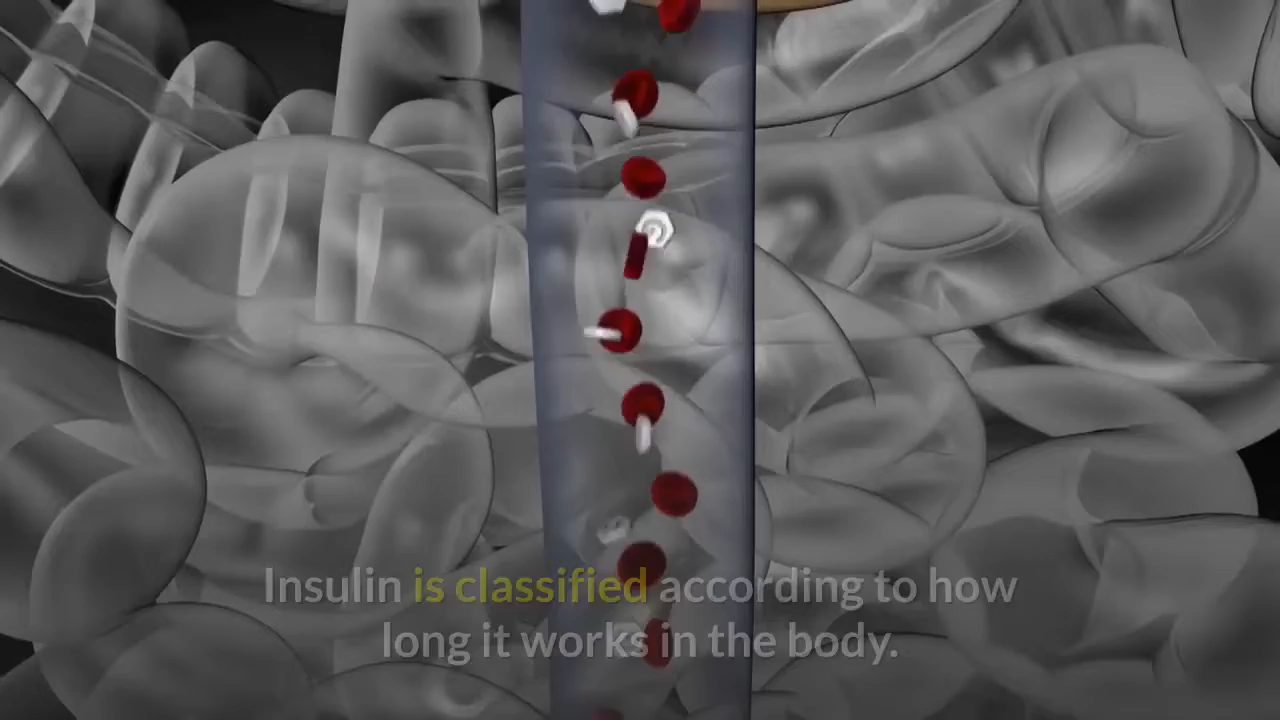 Insulin is classified according to how
long it works in the body.